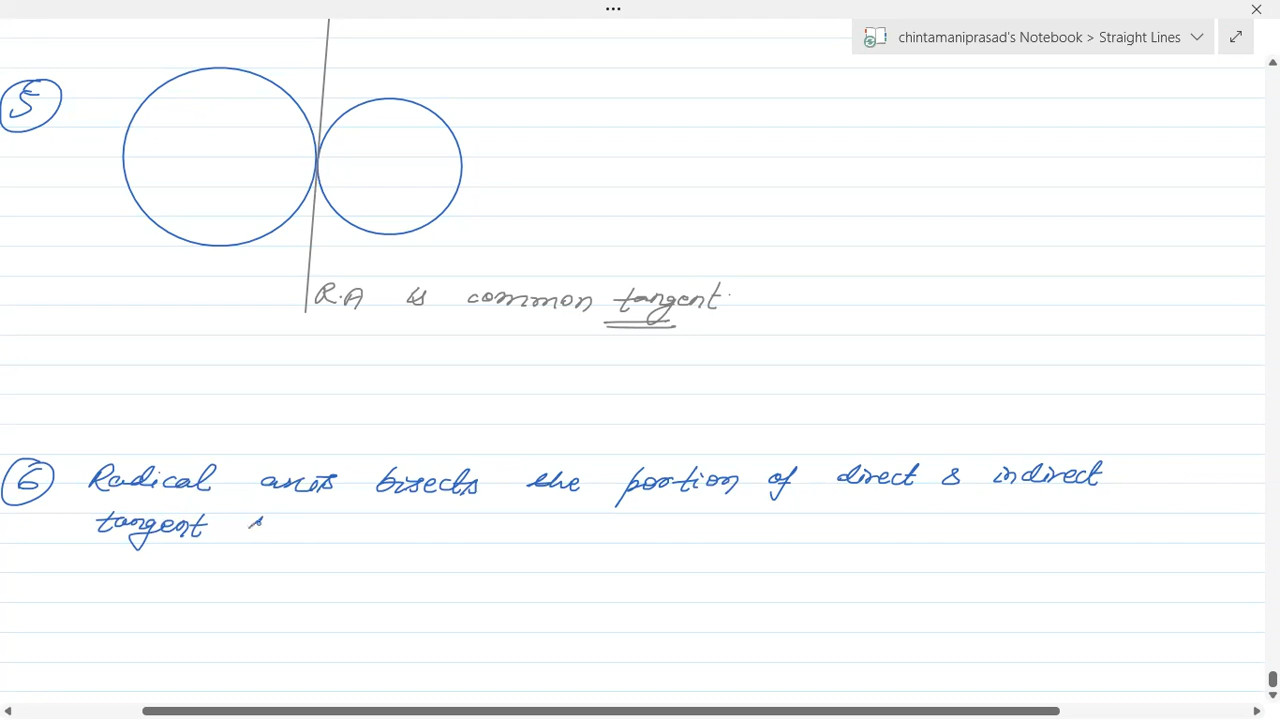 ...
chintamaniprasad's Notebook > Straight Lines
5
R.A is common tangent.
6 Radical axis bisects the portion of direct & indirect
tangent